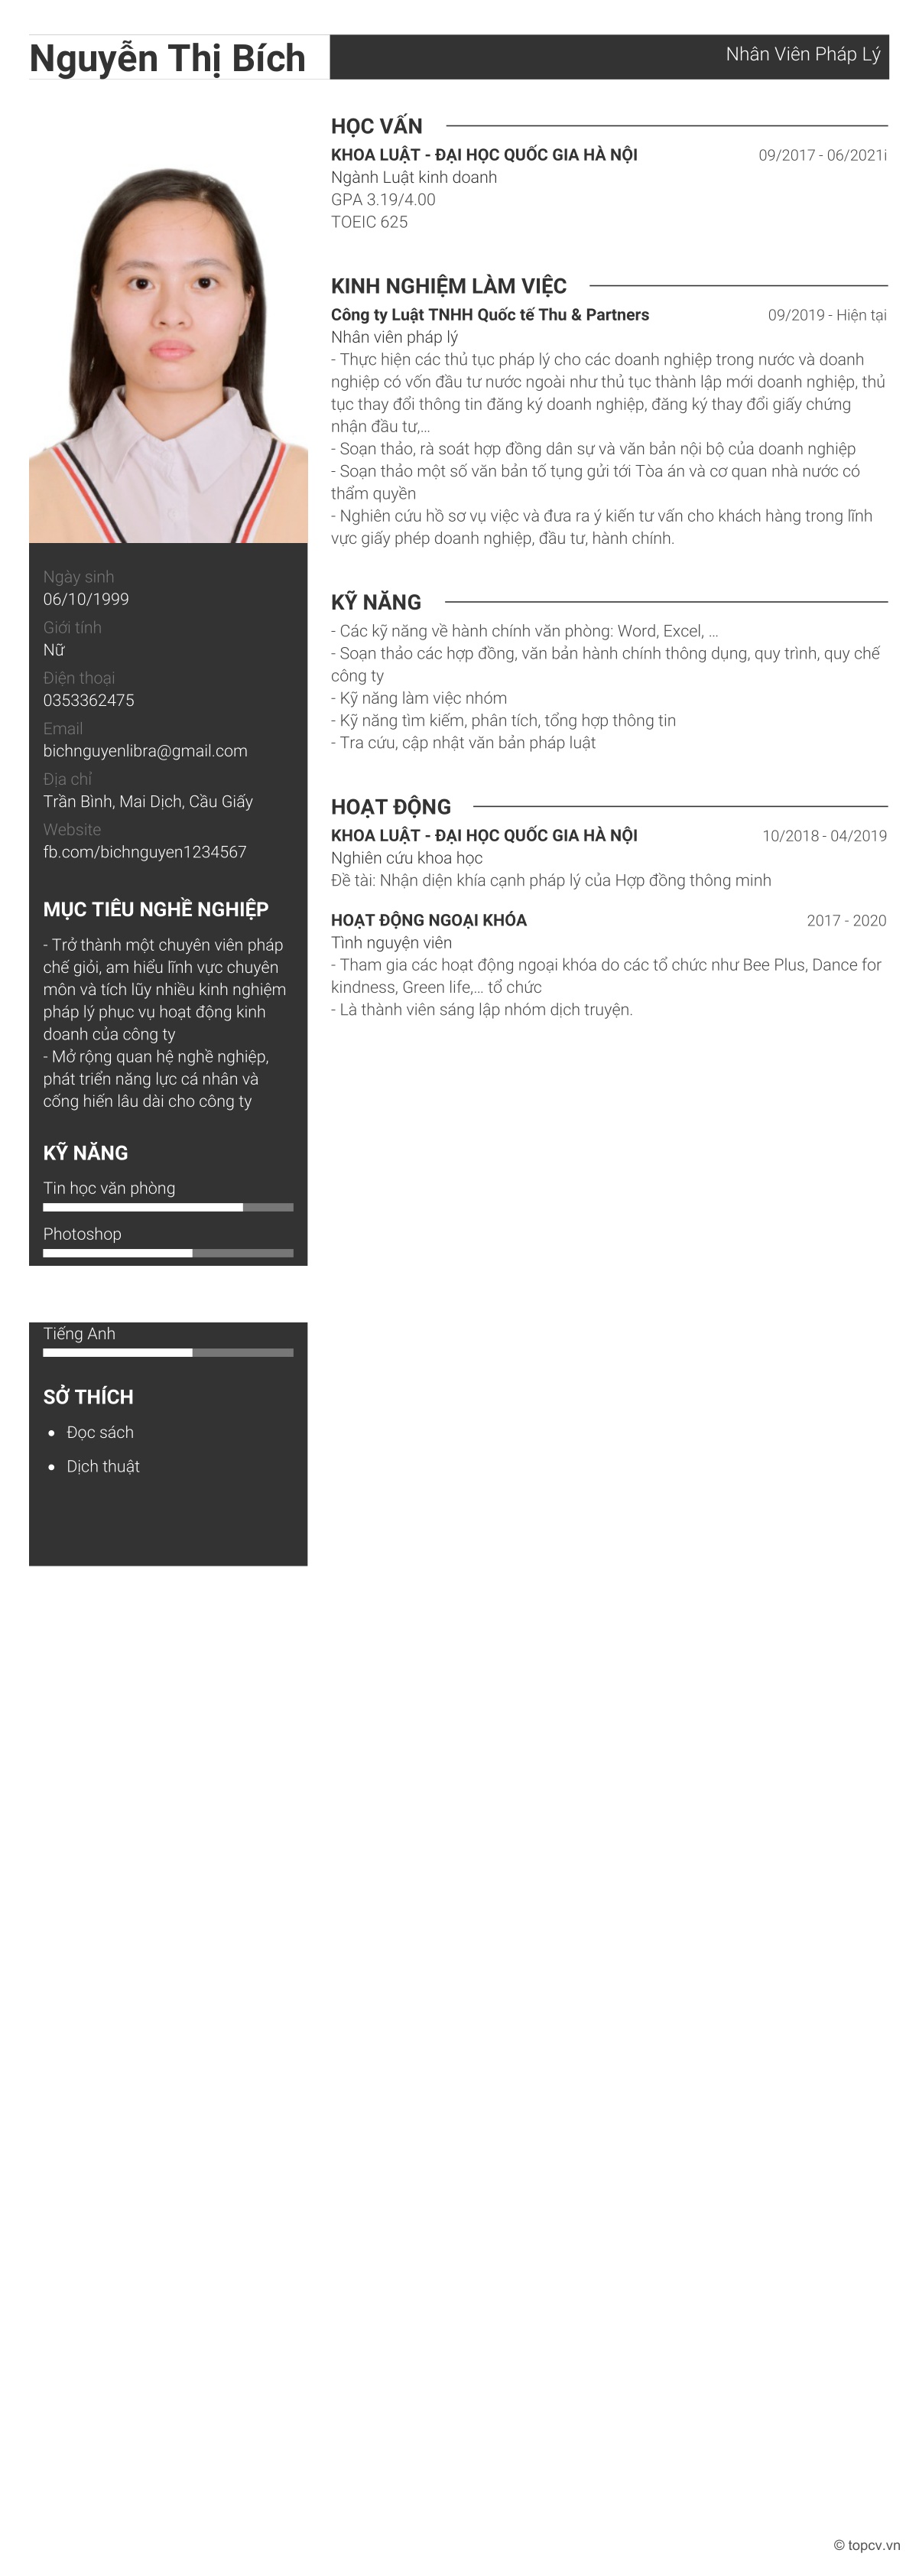 Nguyễn Thị Bích
Nhân Viên Pháp Lý
Ngày sinh
06/10/1999
Giới tính
Nữ
Điện thoại
0353362475
Email
bichnguyenlibra@gmail.com
Địa chỉ
Trần Bình, Mai Dịch, Cầu Giấy
Website
fb.com/bichnguyen1234567
MỤC TIÊU NGHỀ NGHIỆP
- Trở thành một chuyên viên pháp
chế giỏi, am hiểu lĩnh vực chuyên
môn và tích lũy nhiều kinh nghiệm
pháp lý phục vụ hoạt động kinh
doanh của công ty
- Mở rộng quan hệ nghề nghiệp,
phát triển năng lực cá nhân và
cống hiến lâu dài cho công ty
KỸ NĂNG
Tin học văn phòng
Photoshop
Tiếng Anh
SỞ THÍCH
• Đọc sách
• Dịch thuật
HỌC VẤN
KHOA LUẬT - ĐẠI HỌC QUỐC GIA HÀ NỘI 09/2017 - 06/2021i
Ngành Luật kinh doanh
GPA 3.19/4.00
TOEIC 625
KINH NGHIỆM LÀM VIỆC
Công ty Luật TNHH Quốc tế Thu & Partners 09/2019 - Hiện tại
Nhân viên pháp lý
- Thực hiện các thủ tục pháp lý cho các doanh nghiệp trong nước và doanh
nghiệp có vốn đầu tư nước ngoài như thủ tục thành lập mới doanh nghiệp, thủ
tục thay đổi thông tin đăng ký doanh nghiệp, đăng ký thay đổi giấy chứng
nhận đầu tư,...
- Soạn thảo, rà soát hợp đồng dân sự và văn bản nội bộ của doanh nghiệp
- Soạn thảo một số văn bản tố tụng gửi tới Tòa án và cơ quan nhà nước có
thẩm quyền
- Nghiên cứu hồ sơ vụ việc và đưa ra ý kiến tư vấn cho khách hàng trong lĩnh
vực giấy phép doanh nghiệp, đầu tư, hành chính.
KỸ NĂNG
- Các kỹ năng về hành chính văn phòng: Word, Excel, ...
- Soạn thảo các hợp đồng, văn bản hành chính thông dụng, quy trình, quy chế
công ty
- Kỹ năng làm việc nhóm
- Kỹ năng tìm kiếm, phân tích, tổng hợp thông tin
- Tra cứu, cập nhật văn bản pháp luật
HOẠT ĐỘNG
KHOA LUẬT - ĐẠI HỌC QUỐC GIA HÀ NỘI 10/2018 - 04/2019
Nghiên cứu khoa học
Đề tài: Nhận diện khía cạnh pháp lý của Hợp đồng thông minh
HOẠT ĐỘNG NGOẠI KHÓA 2017 - 2020
Tình nguyện viên
- Tham gia các hoạt động ngoại khóa do các tổ chức như Bee Plus, Dance for
kindness, Green life,... tổ chức
- Là thành viên sáng lập nhóm dịch truyện.
© topcv.vn